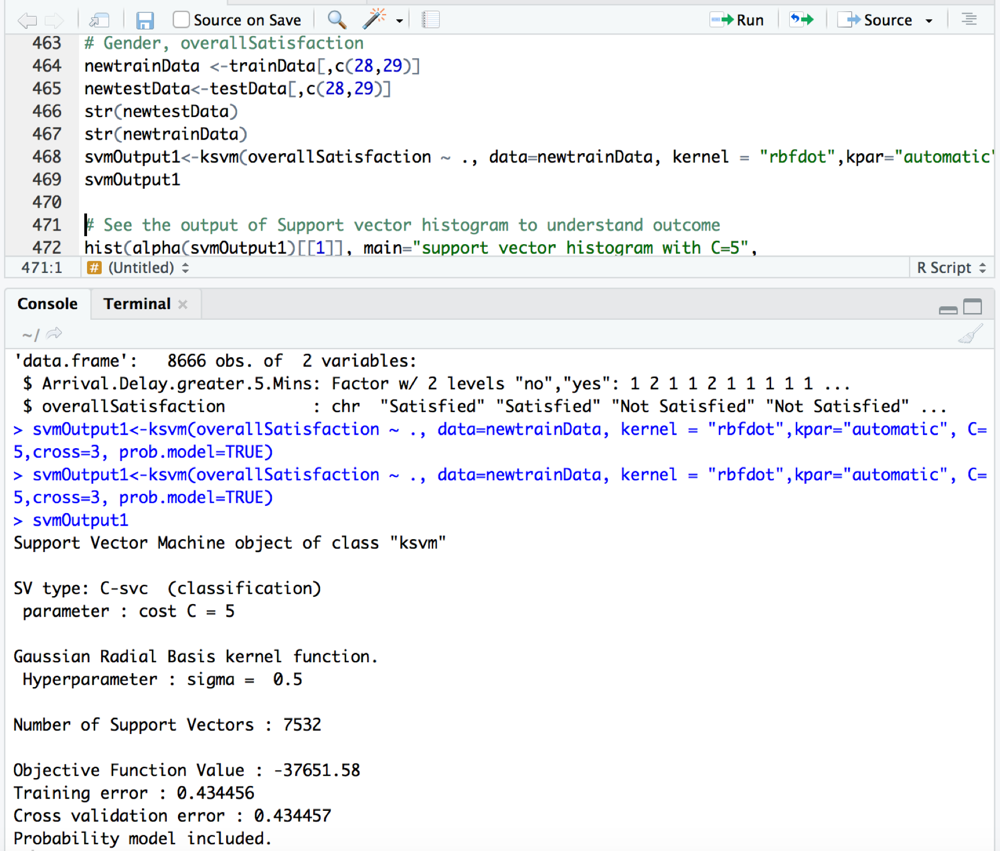 Source on Save
Run
Source
463 # Gender, overallSatisfaction
464 newtrainData <-trainData[,c(28,29)]
465 newtestData<-testData[,c(28,29)]
466 str(newtestData)
467 str(newtrainData)
468 svmOutput1<-ksvm(overallSatisfaction ~ ., data=newtrainData, kernel = "rbfdot",kpar="automatic"
469 svmOutput1
470
471 # See the output of Support vector histogram to understand outcome
472 hist(alpha(svmOutput1)[[1]], main="support vector histogram with C=5",
471:1 # (Untitled) R Script
Console Terminal
~/
'data.frame': 8666 obs. of 2 variables:
$ Arrival.Delay.greater.5.Mins: Factor w/ 2 levels "no","yes": 1 2 1 1 2 1 1 1 1 1 ...
$ overallSatisfaction : chr "Satisfied" "Satisfied" "Not Satisfied" "Not Satisfied" ...
> svmOutput1<-ksvm(overallSatisfaction ~ ., data=newtrainData, kernel = "rbfdot",kpar="automatic", C=
5,cross=3, prob.model=TRUE)
> svmOutput1<-ksvm(overallSatisfaction ~ ., data=newtrainData, kernel = "rbfdot",kpar="automatic", C=
5,cross=3, prob.model=TRUE)
> svmOutput1
Support Vector Machine object of class "ksvm"
SV type: C-svc (classification)
parameter : cost C = 5
Gaussian Radial Basis kernel function.
Hyperparameter : sigma = 0.5
Number of Support Vectors : 7532
Objective Function Value : -37651.58
Training error : 0.434456
Cross validation error : 0.434457
Probability model included.